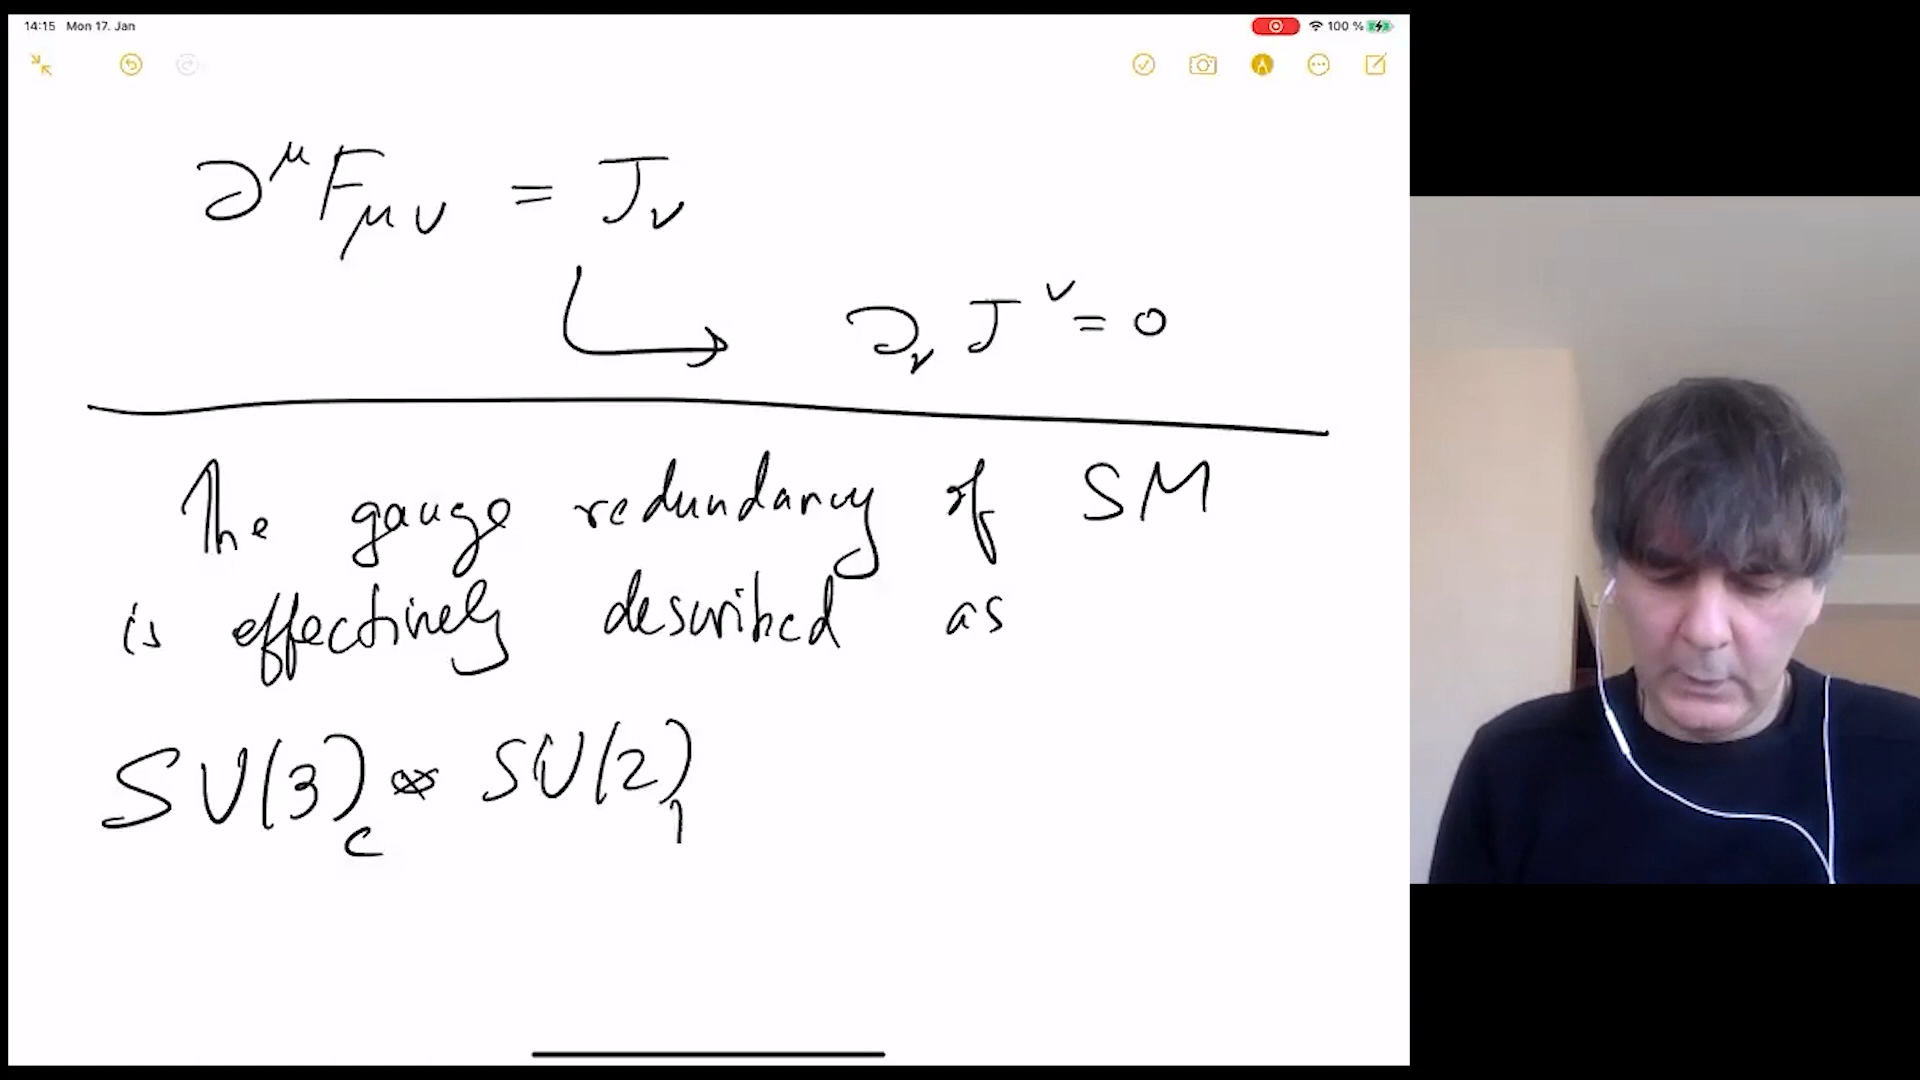 14:15 Mon 17. Jan 100 %
∂^μ F_μν = J_ν
∂_ν J^ν = 0
The gauge redundancy of SM
is effectively described as
SU(3)_c ⊗ SU(2)